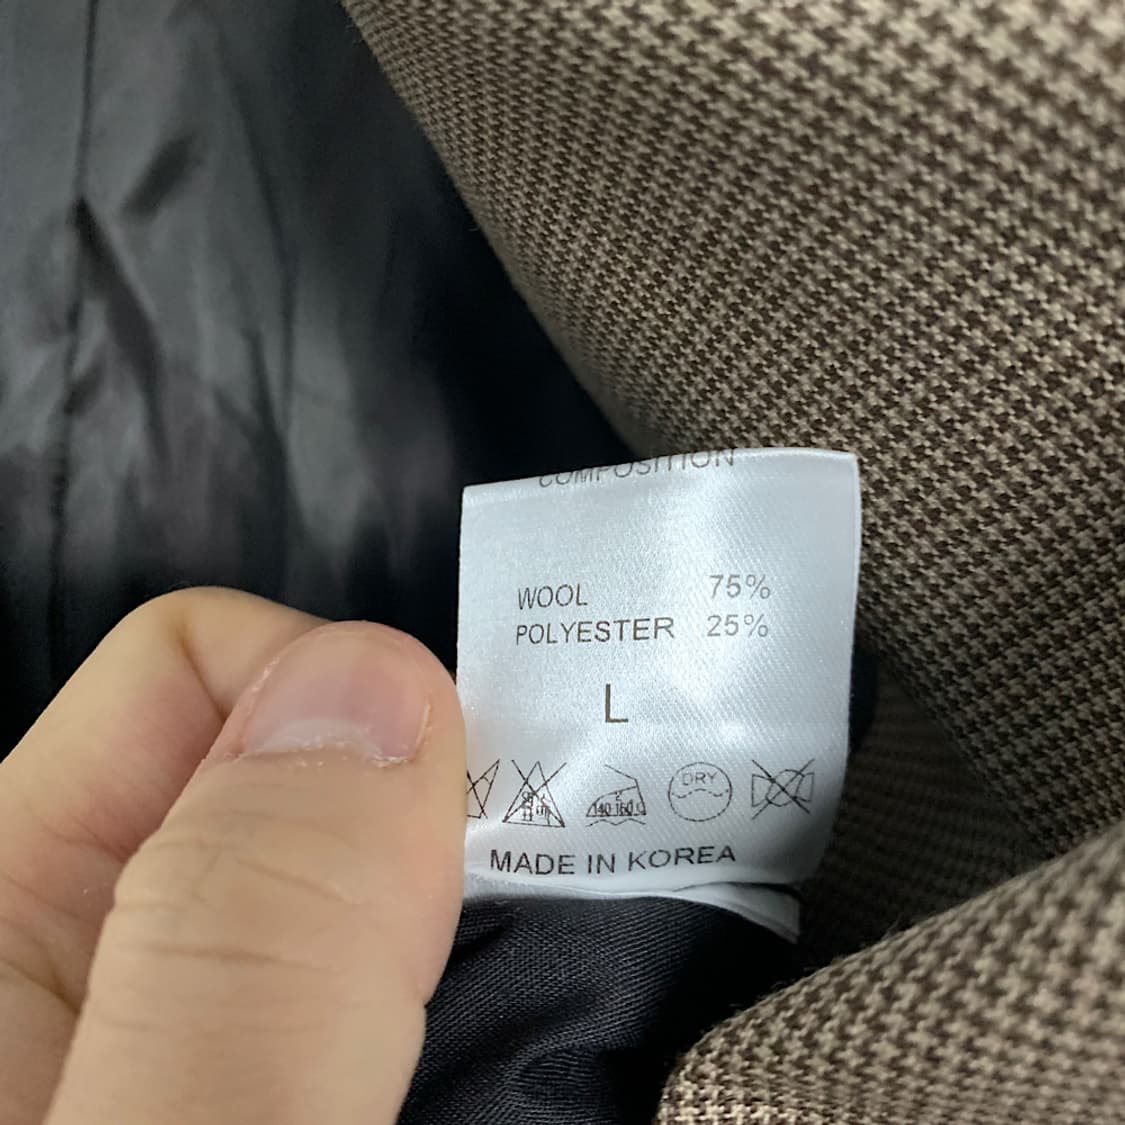 COMPOSITION
WOOL 75%
POLYESTER 25%
L
140-160℃ DRY
MADE IN KOREA